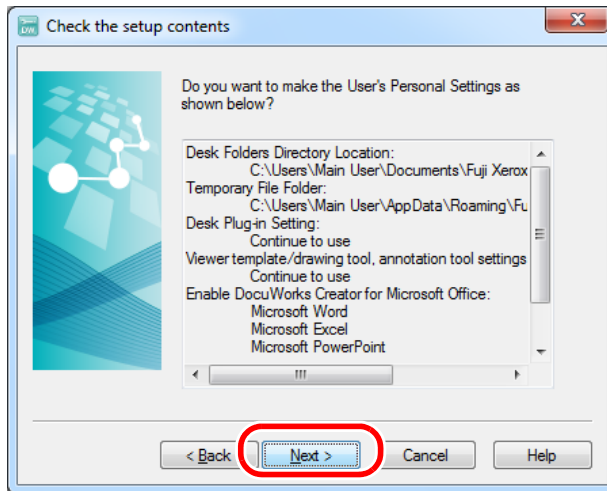 DW
Check the setup contents
Do you want to make the User's Personal Settings as
shown below?
Desk Folders Directory Location:
C:\Users\Main User\Documents\Fuji Xerox
Temporary File Folder:
C:\Users\Main User\AppData\Roaming\Fu
Desk Plug-in Setting:
Continue to use
Viewer template/drawing tool, annotation tool settings
Continue to use
Enable DocuWorks Creator for Microsoft Office:
Microsoft Word
Microsoft Excel
Microsoft PowerPoint
< Back
Next >
Cancel
Help